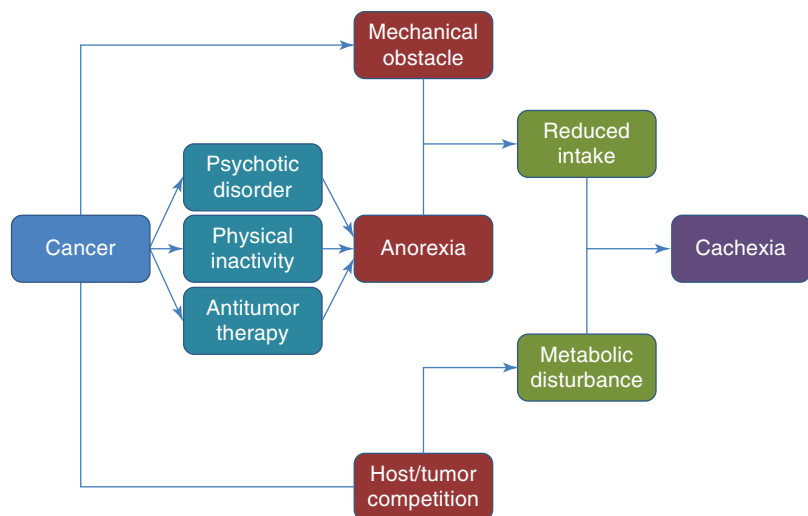 Mechanical
obstacle
Reduced
intake
Psychotic
disorder
Cancer
Physical
inactivity
Anorexia
Cachexia
Antitumor
therapy
Metabolic
disturbance
Host/tumor
competition